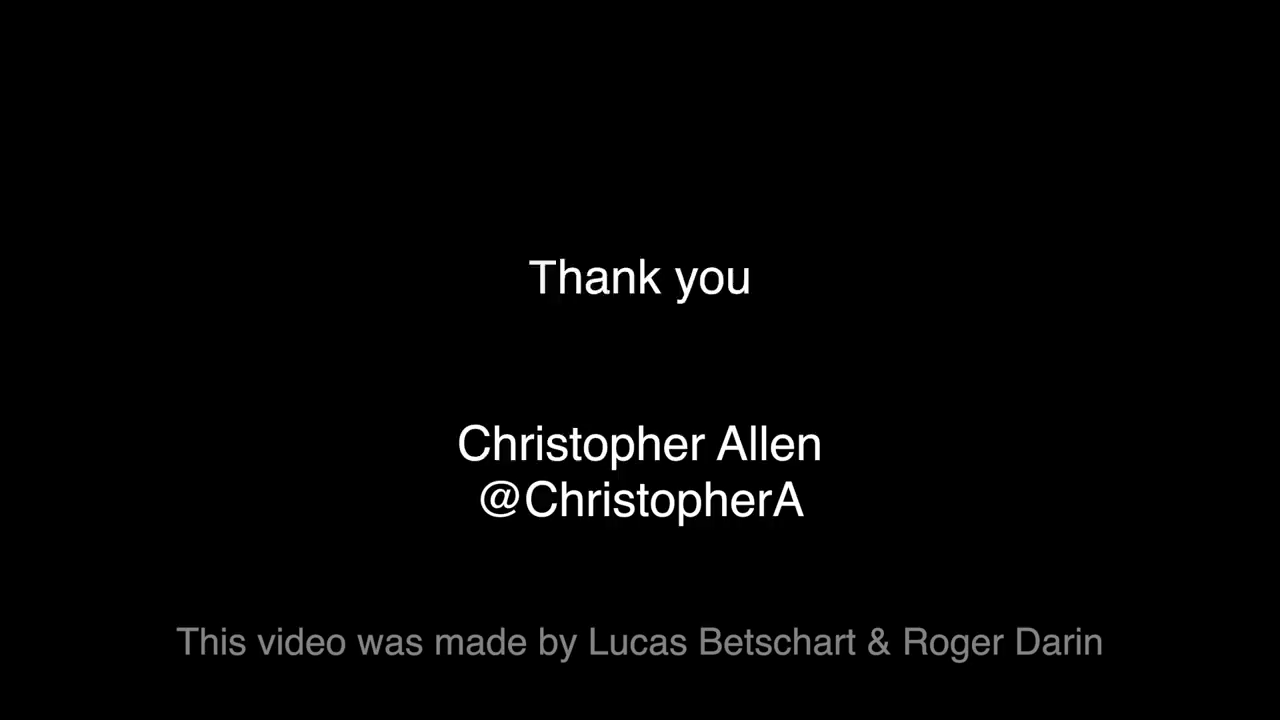 Thank you
Christopher Allen
@ChristopherA
This video was made by Lucas Betschart & Roger Darin